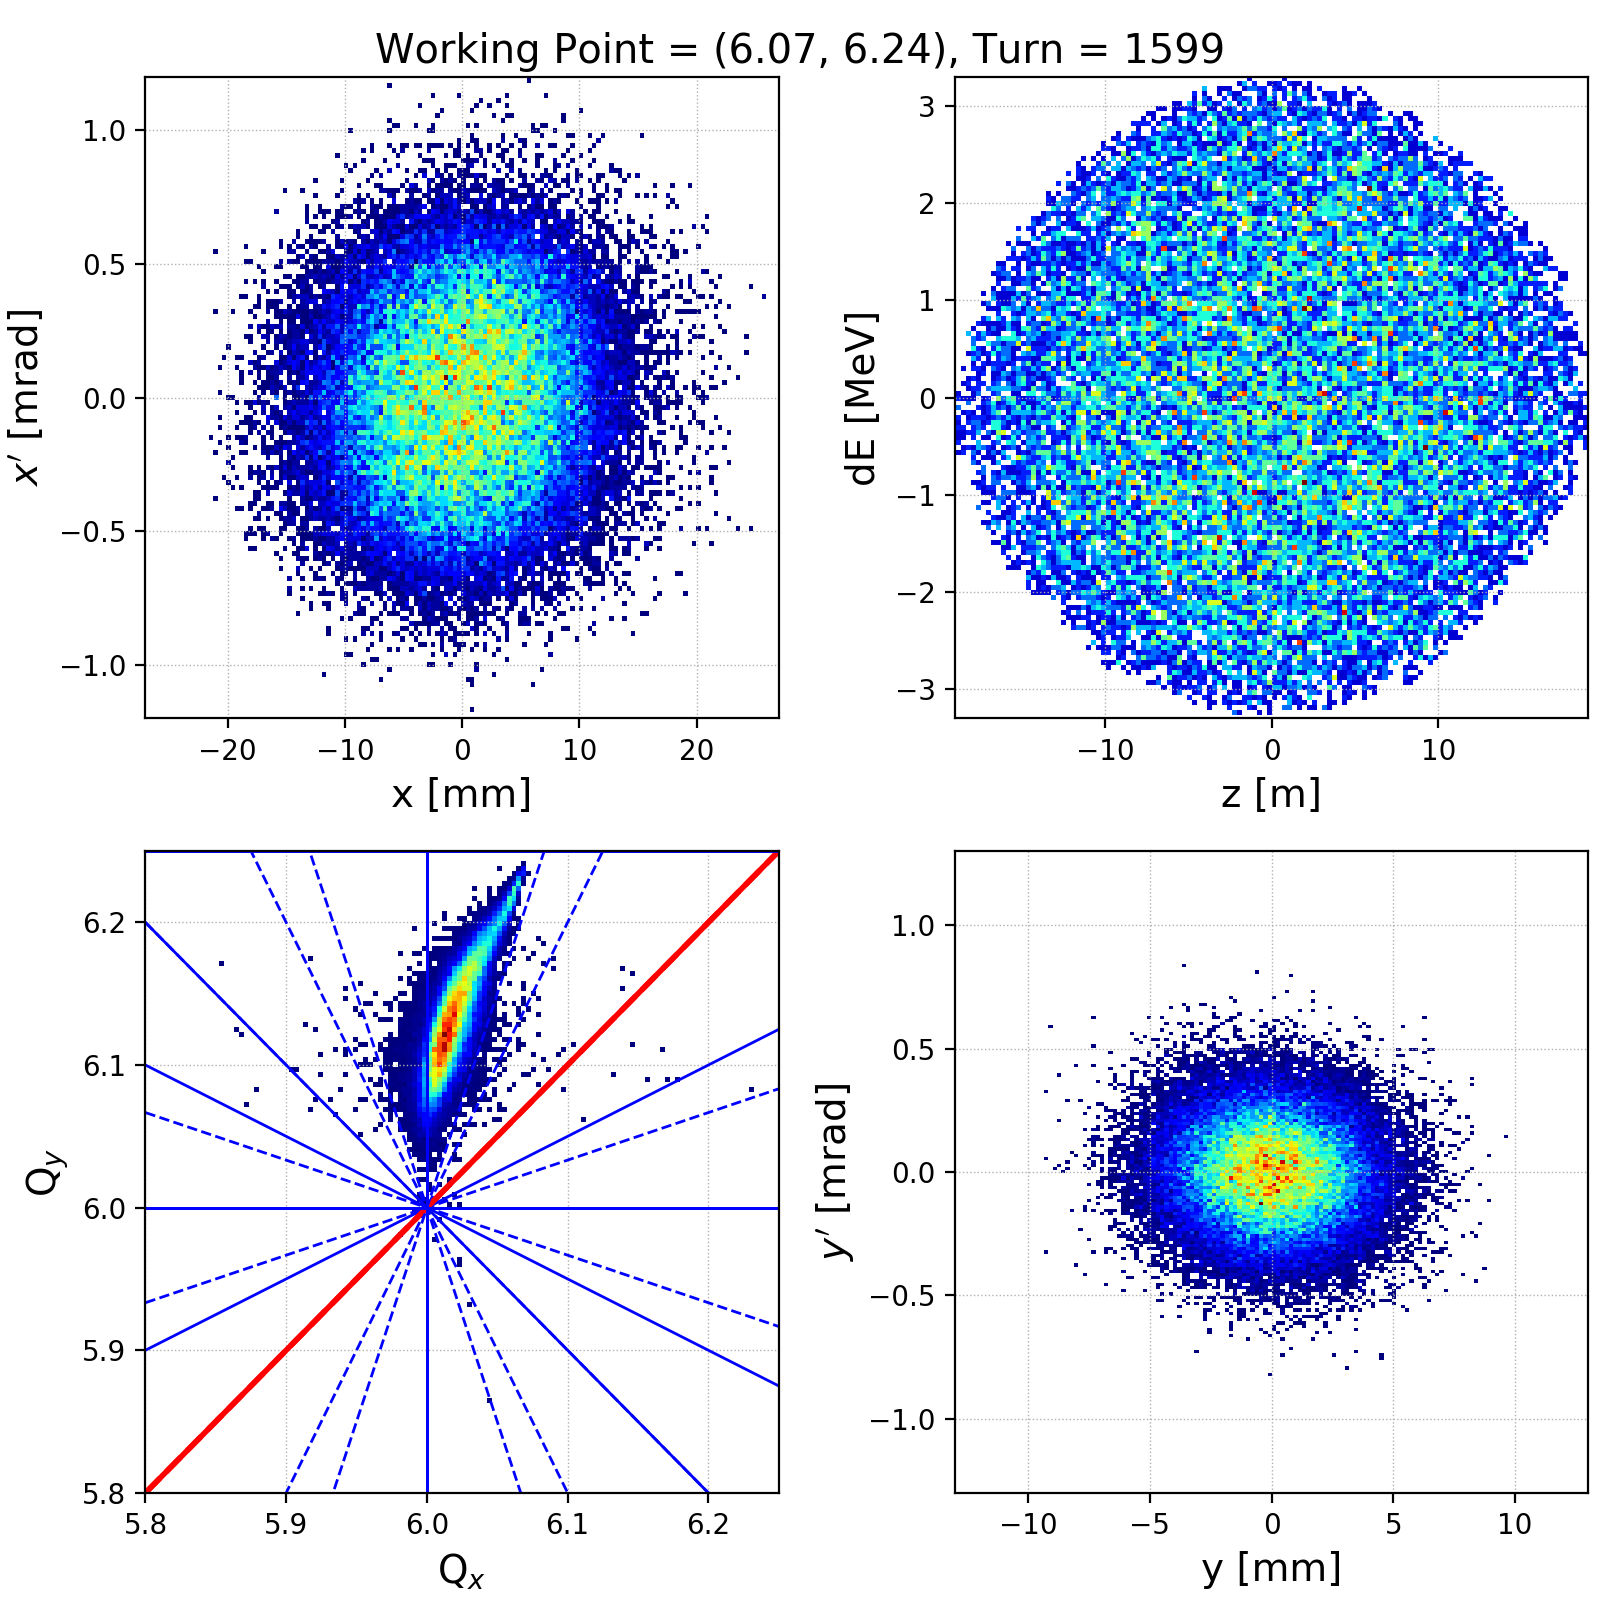 Working Point = (6.07, 6.24), Turn = 1599
1.0
0.5
0.0
−0.5
−1.0
x′ [mrad]
−20 −10 0 10 20
x [mm]
3
2
1
0
−1
−2
−3
dE [MeV]
−10 0 10
z [m]
6.2
6.1
6.0
5.9
5.8
Qy
5.8 5.9 6.0 6.1 6.2
Qx
1.0
0.5
0.0
−0.5
−1.0
y′ [mrad]
−10 −5 0 5 10
y [mm]